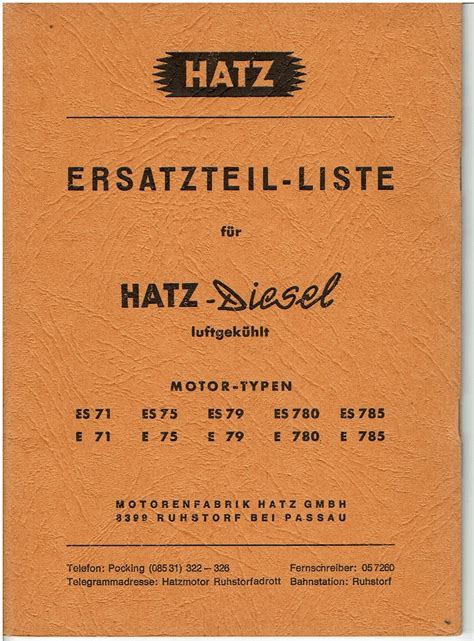 HATZ
ERSATZTEIL-LISTE
für
HATZ-Diesel
luftgekühlt
MOTOR-TYPEN
ES 71 ES 75 ES 79 ES 780 ES 785
E 71 E 75 E 79 E 780 E 785
MOTORENFABRIK HATZ GMBH
8399 RUHSTORF BEI PASSAU
Telefon: Pocking (085 31) 322 – 326 Fernschreiber: 057260
Telegrammadresse: Hatzmotor Ruhstorfadrott Bahnstation: Ruhstorf